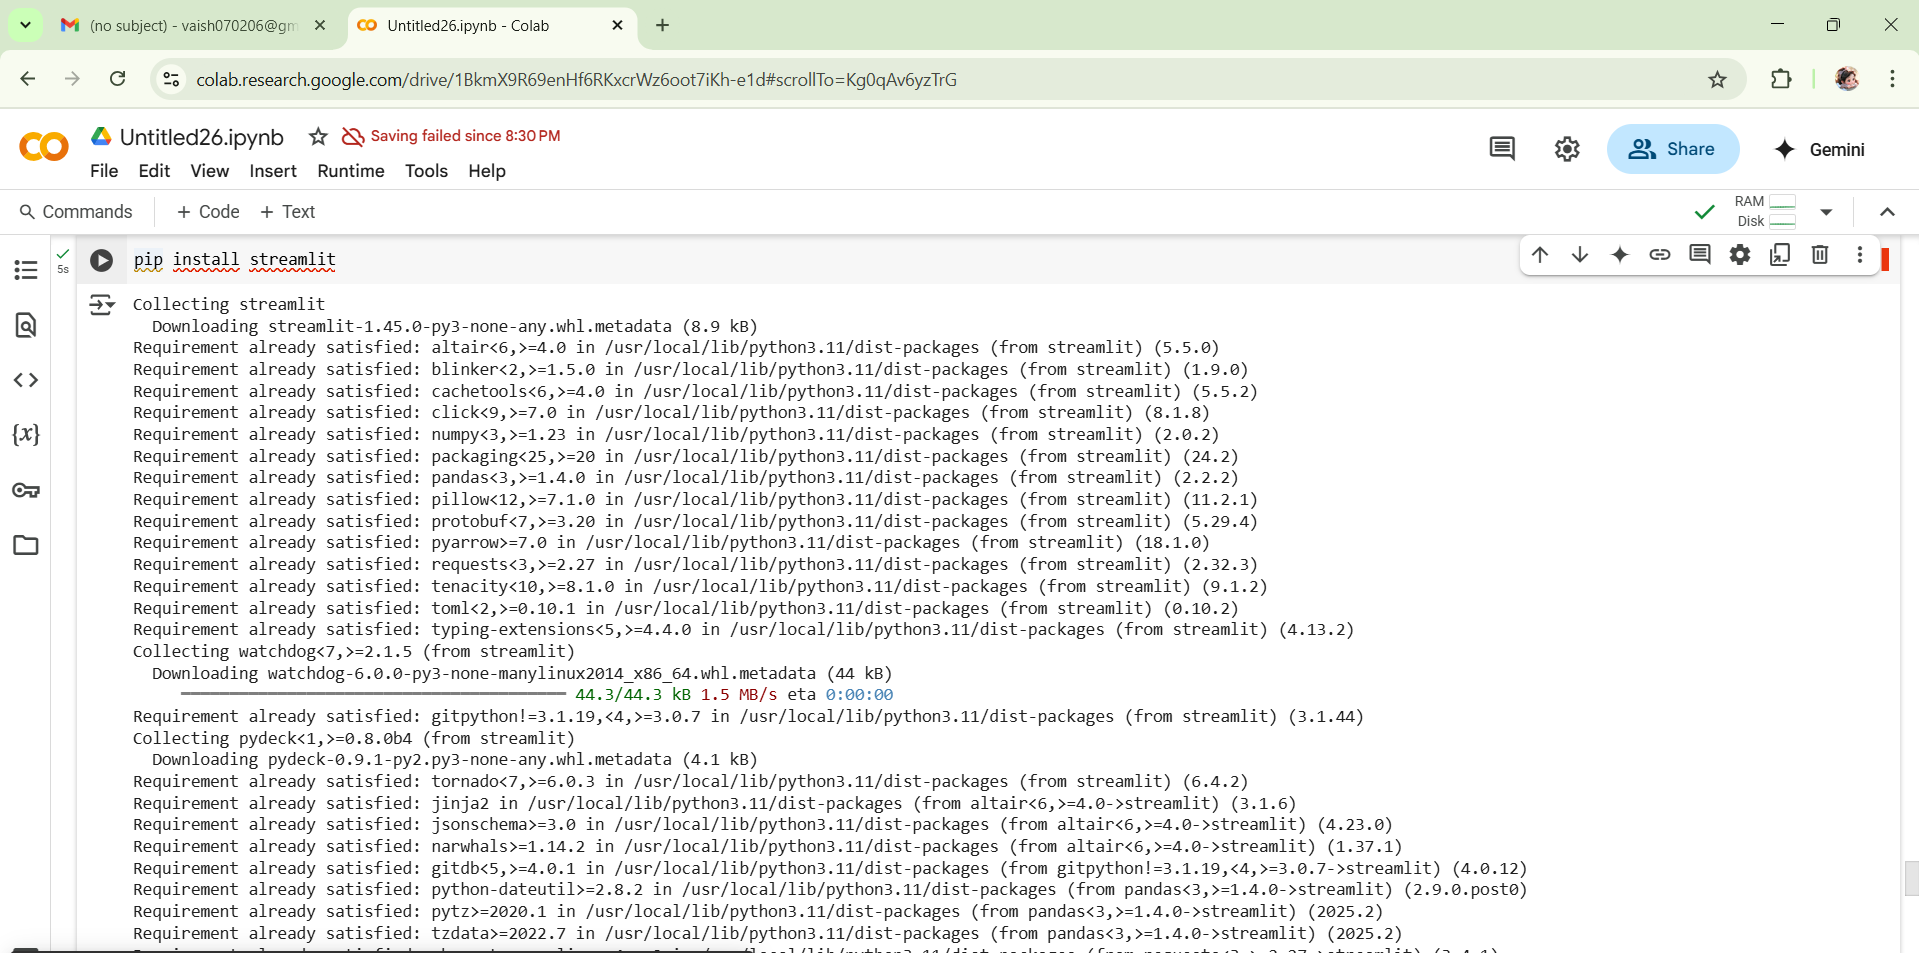 (no subject) - vaish070206@gm
Untitled26.ipynb - Colab
colab.research.google.com/drive/1BkmX9R69enHf6RKxcrWz6oot7iKh-e1d#scrollTo=Kg0qAv6yzTrG
Untitled26.ipynb
Saving failed since 8:30 PM
File Edit View Insert Runtime Tools Help
Share
Gemini
Commands + Code + Text
RAM
Disk
5s
pip install streamlit
Collecting streamlit
Downloading streamlit-1.45.0-py3-none-any.whl.metadata (8.9 kB)
Requirement already satisfied: altair<6,>=4.0 in /usr/local/lib/python3.11/dist-packages (from streamlit) (5.5.0)
Requirement already satisfied: blinker<2,>=1.5.0 in /usr/local/lib/python3.11/dist-packages (from streamlit) (1.9.0)
Requirement already satisfied: cachetools<6,>=4.0 in /usr/local/lib/python3.11/dist-packages (from streamlit) (5.5.2)
Requirement already satisfied: click<9,>=7.0 in /usr/local/lib/python3.11/dist-packages (from streamlit) (8.1.8)
Requirement already satisfied: numpy<3,>=1.23 in /usr/local/lib/python3.11/dist-packages (from streamlit) (2.0.2)
Requirement already satisfied: packaging<25,>=20 in /usr/local/lib/python3.11/dist-packages (from streamlit) (24.2)
Requirement already satisfied: pandas<3,>=1.4.0 in /usr/local/lib/python3.11/dist-packages (from streamlit) (2.2.2)
Requirement already satisfied: pillow<12,>=7.1.0 in /usr/local/lib/python3.11/dist-packages (from streamlit) (11.2.1)
Requirement already satisfied: protobuf<7,>=3.20 in /usr/local/lib/python3.11/dist-packages (from streamlit) (5.29.4)
Requirement already satisfied: pyarrow>=7.0 in /usr/local/lib/python3.11/dist-packages (from streamlit) (18.1.0)
Requirement already satisfied: requests<3,>=2.27 in /usr/local/lib/python3.11/dist-packages (from streamlit) (2.32.3)
Requirement already satisfied: tenacity<10,>=8.1.0 in /usr/local/lib/python3.11/dist-packages (from streamlit) (9.1.2)
Requirement already satisfied: toml<2,>=0.10.1 in /usr/local/lib/python3.11/dist-packages (from streamlit) (0.10.2)
Requirement already satisfied: typing-extensions<5,>=4.4.0 in /usr/local/lib/python3.11/dist-packages (from streamlit) (4.13.2)
Collecting watchdog<7,>=2.1.5 (from streamlit)
Downloading watchdog-6.0.0-py3-none-manylinux2014_x86_64.whl.metadata (44 kB)
44.3/44.3 kB 1.5 MB/s eta 0:00:00
Requirement already satisfied: gitpython!=3.1.19,<4,>=3.0.7 in /usr/local/lib/python3.11/dist-packages (from streamlit) (3.1.44)
Collecting pydeck<1,>=0.8.0b4 (from streamlit)
Downloading pydeck-0.9.1-py2.py3-none-any.whl.metadata (4.1 kB)
Requirement already satisfied: tornado<7,>=6.0.3 in /usr/local/lib/python3.11/dist-packages (from streamlit) (6.4.2)
Requirement already satisfied: jinja2 in /usr/local/lib/python3.11/dist-packages (from altair<6,>=4.0->streamlit) (3.1.6)
Requirement already satisfied: jsonschema>=3.0 in /usr/local/lib/python3.11/dist-packages (from altair<6,>=4.0->streamlit) (4.23.0)
Requirement already satisfied: narwhals>=1.14.2 in /usr/local/lib/python3.11/dist-packages (from altair<6,>=4.0->streamlit) (1.37.1)
Requirement already satisfied: gitdb<5,>=4.0.1 in /usr/local/lib/python3.11/dist-packages (from gitpython!=3.1.19,<4,>=3.0.7->streamlit) (4.0.12)
Requirement already satisfied: python-dateutil>=2.8.2 in /usr/local/lib/python3.11/dist-packages (from pandas<3,>=1.4.0->streamlit) (2.9.0.post0)
Requirement already satisfied: pytz>=2020.1 in /usr/local/lib/python3.11/dist-packages (from pandas<3,>=1.4.0->streamlit) (2025.2)
Requirement already satisfied: tzdata>=2022.7 in /usr/local/lib/python3.11/dist-packages (from pandas<3,>=1.4.0->streamlit) (2025.2)